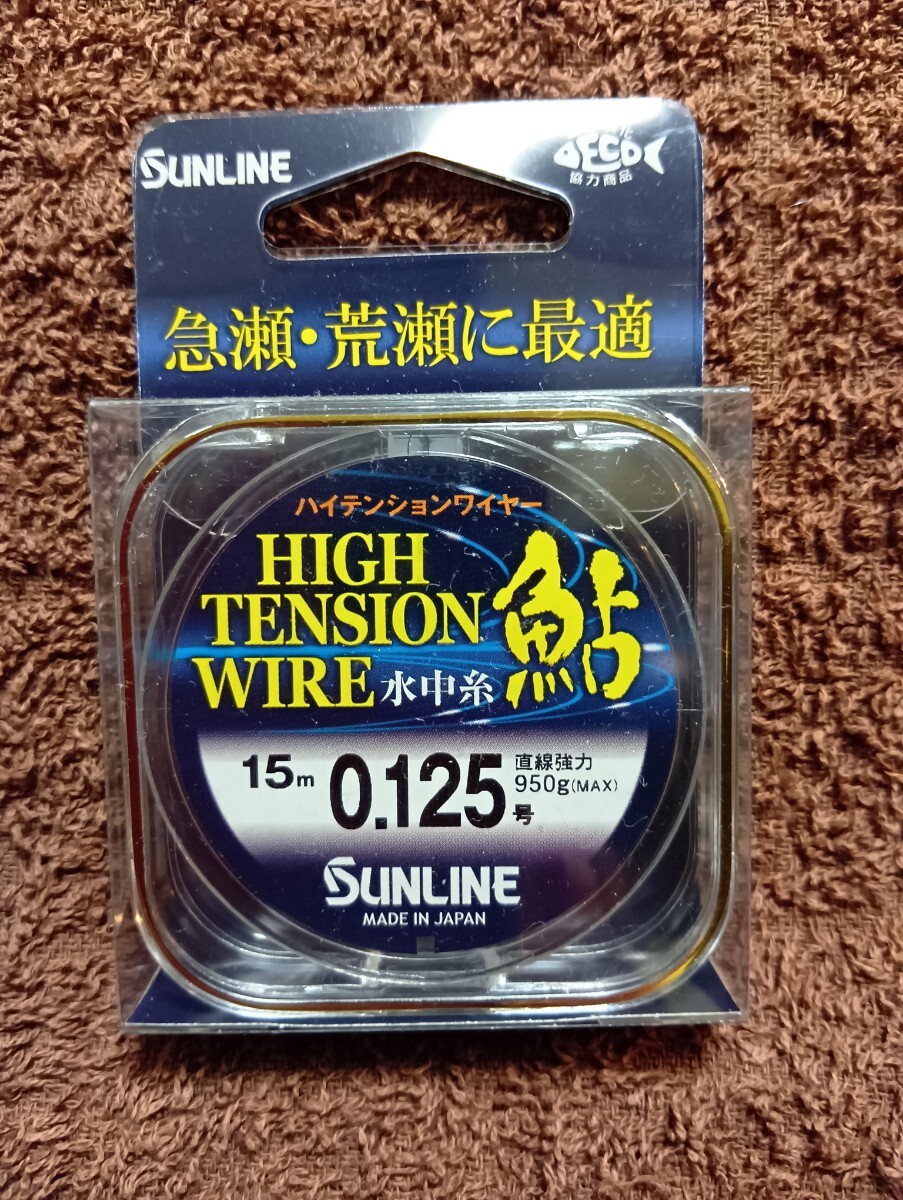 SUNLINE
ECO
協力商品
急瀬・荒瀬に最適
ハイテンションワイヤー
HIGH
TENSION
WIRE 水中糸
鮎
15m 0.125号
直線強力
950g(MAX)
SUNLINE
MADE IN JAPAN